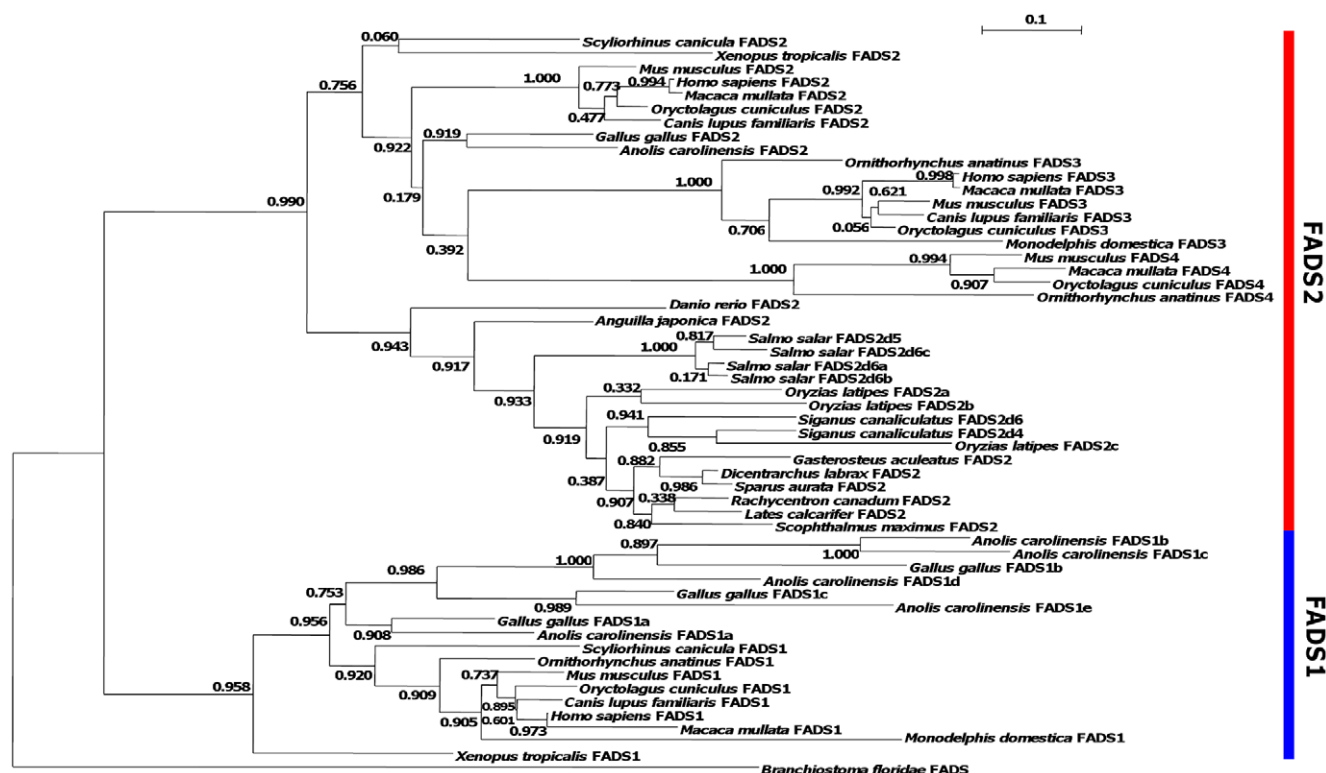 0.1
0.060
Scyliorhinus canicula FADS2
Xenopus tropicalis FADS2
0.756
Mus musculus FADS2
1.000
0.773
0.994
Homo sapiens FADS2
Macaca mullata FADS2
Oryctolagus cuniculus FADS2
0.477
Canis lupus familiaris FADS2
0.919
Gallus gallus FADS2
0.922
Anolis carolinensis FADS2
Ornithorhynchus anatinus FADS3
1.000
0.998
Homo sapiens FADS3
0.992
0.621
Macaca mullata FADS3
0.990
0.179
Mus musculus FADS3
Canis lupus familiaris FADS3
0.706
0.056
Oryctolagus cuniculus FADS3
0.392
Monodelphis domestica FADS3
0.994
Mus musculus FADS4
1.000
Macaca mullata FADS4
0.907
Oryctolagus cuniculus FADS4
Ornithorhynchus anatinus FADS4
FADS2
Danio rerio FADS2
Anguilla japonica FADS2
0.943
0.817
Salmo salar FADS2d5
1.000
Salmo salar FADS2d6c
0.917
Salmo salar FADS2d6a
0.171
Salmo salar FADS2d6b
0.332
Oryzias latipes FADS2a
0.933
Oryzias latipes FADS2b
0.941
Siganus canaliculatus FADS2d6
Siganus canaliculatus FADS2d4
0.919
0.855
Oryzias latipes FADS2c
0.882
Gasterosteus aculeatus FADS2
0.387
Dicentrarchus labrax FADS2
0.986
Sparus aurata FADS2
0.907
0.338
Rachycentron canadum FADS2
Lates calcarifer FADS2
0.840
Scophthalmus maximus FADS2
0.897
Anolis carolinensis FADS1b
1.000
1.000
Anolis carolinensis FADS1c
0.986
Gallus gallus FADS1b
Anolis carolinensis FADS1d
0.753
Gallus gallus FADS1c
0.989
Anolis carolinensis FADS1e
0.956
Gallus gallus FADS1a
0.908
Anolis carolinensis FADS1a
Scyliorhinus canicula FADS1
FADS1
0.920
Ornithorhynchus anatinus FADS1
0.737
Mus musculus FADS1
0.958
0.909
Oryctolagus cuniculus FADS1
0.895
Canis lupus familiaris FADS1
0.905
0.601
Homo sapiens FADS1
0.973
Macaca mullata FADS1
Monodelphis domestica FADS1
Xenopus tropicalis FADS1
Branchiostoma floridae FADS